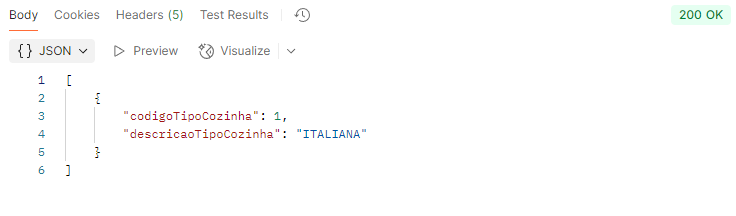 Body Cookies Headers (5) Test Results 200 OK
{} JSON Preview Visualize
1 [
2 {
3 "codigoTipoCozinha": 1,
4 "descricaoTipoCozinha": "ITALIANA"
5 }
6 ]